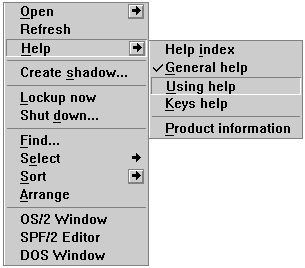 Open
Refresh
Help
Create shadow...
Lockup now
Shut down...
Find...
Select
Sort
Arrange
OS/2 Window
SPF/2 Editor
DOS Window
Help index
General help
Using help
Keys help
Product information